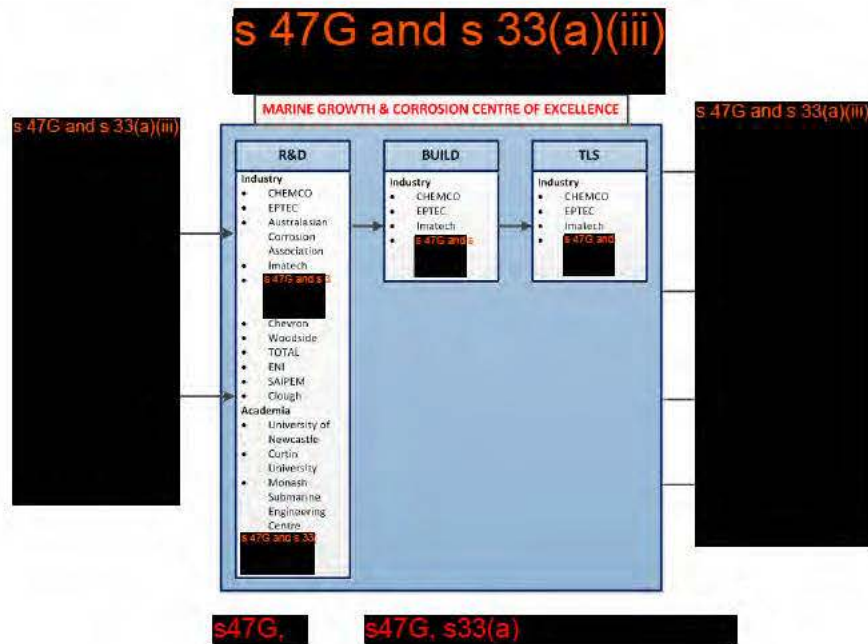 s 47G and s 33(a)(iii)
MARINE GROWTH & CORROSION CENTRE OF EXCELLENCE
s 47G and s 33(a)(iii)
R&D
Industry
• CHEMCO
• EPTEC
• Australasian
Corrosion
Association
• Imatech
• s 47G and s 3
• Chevron
• Woodside
• TOTAL
• ENI
• SAIPEM
• Clough
Academia
• University of
Newcastle
• Curtin
University
• Monash
Submarine
Engineering
Centre
s 47G and s 33(
BUILD
Industry
• CHEMCO
• EPTEC
• Imatech
• s 47G and s
TLS
Industry
• CHEMCO
• EPTEC
• Imatech
• s 47G and
s 47G and s 33(a)(iii)
s47G,
s47G, s33(a)